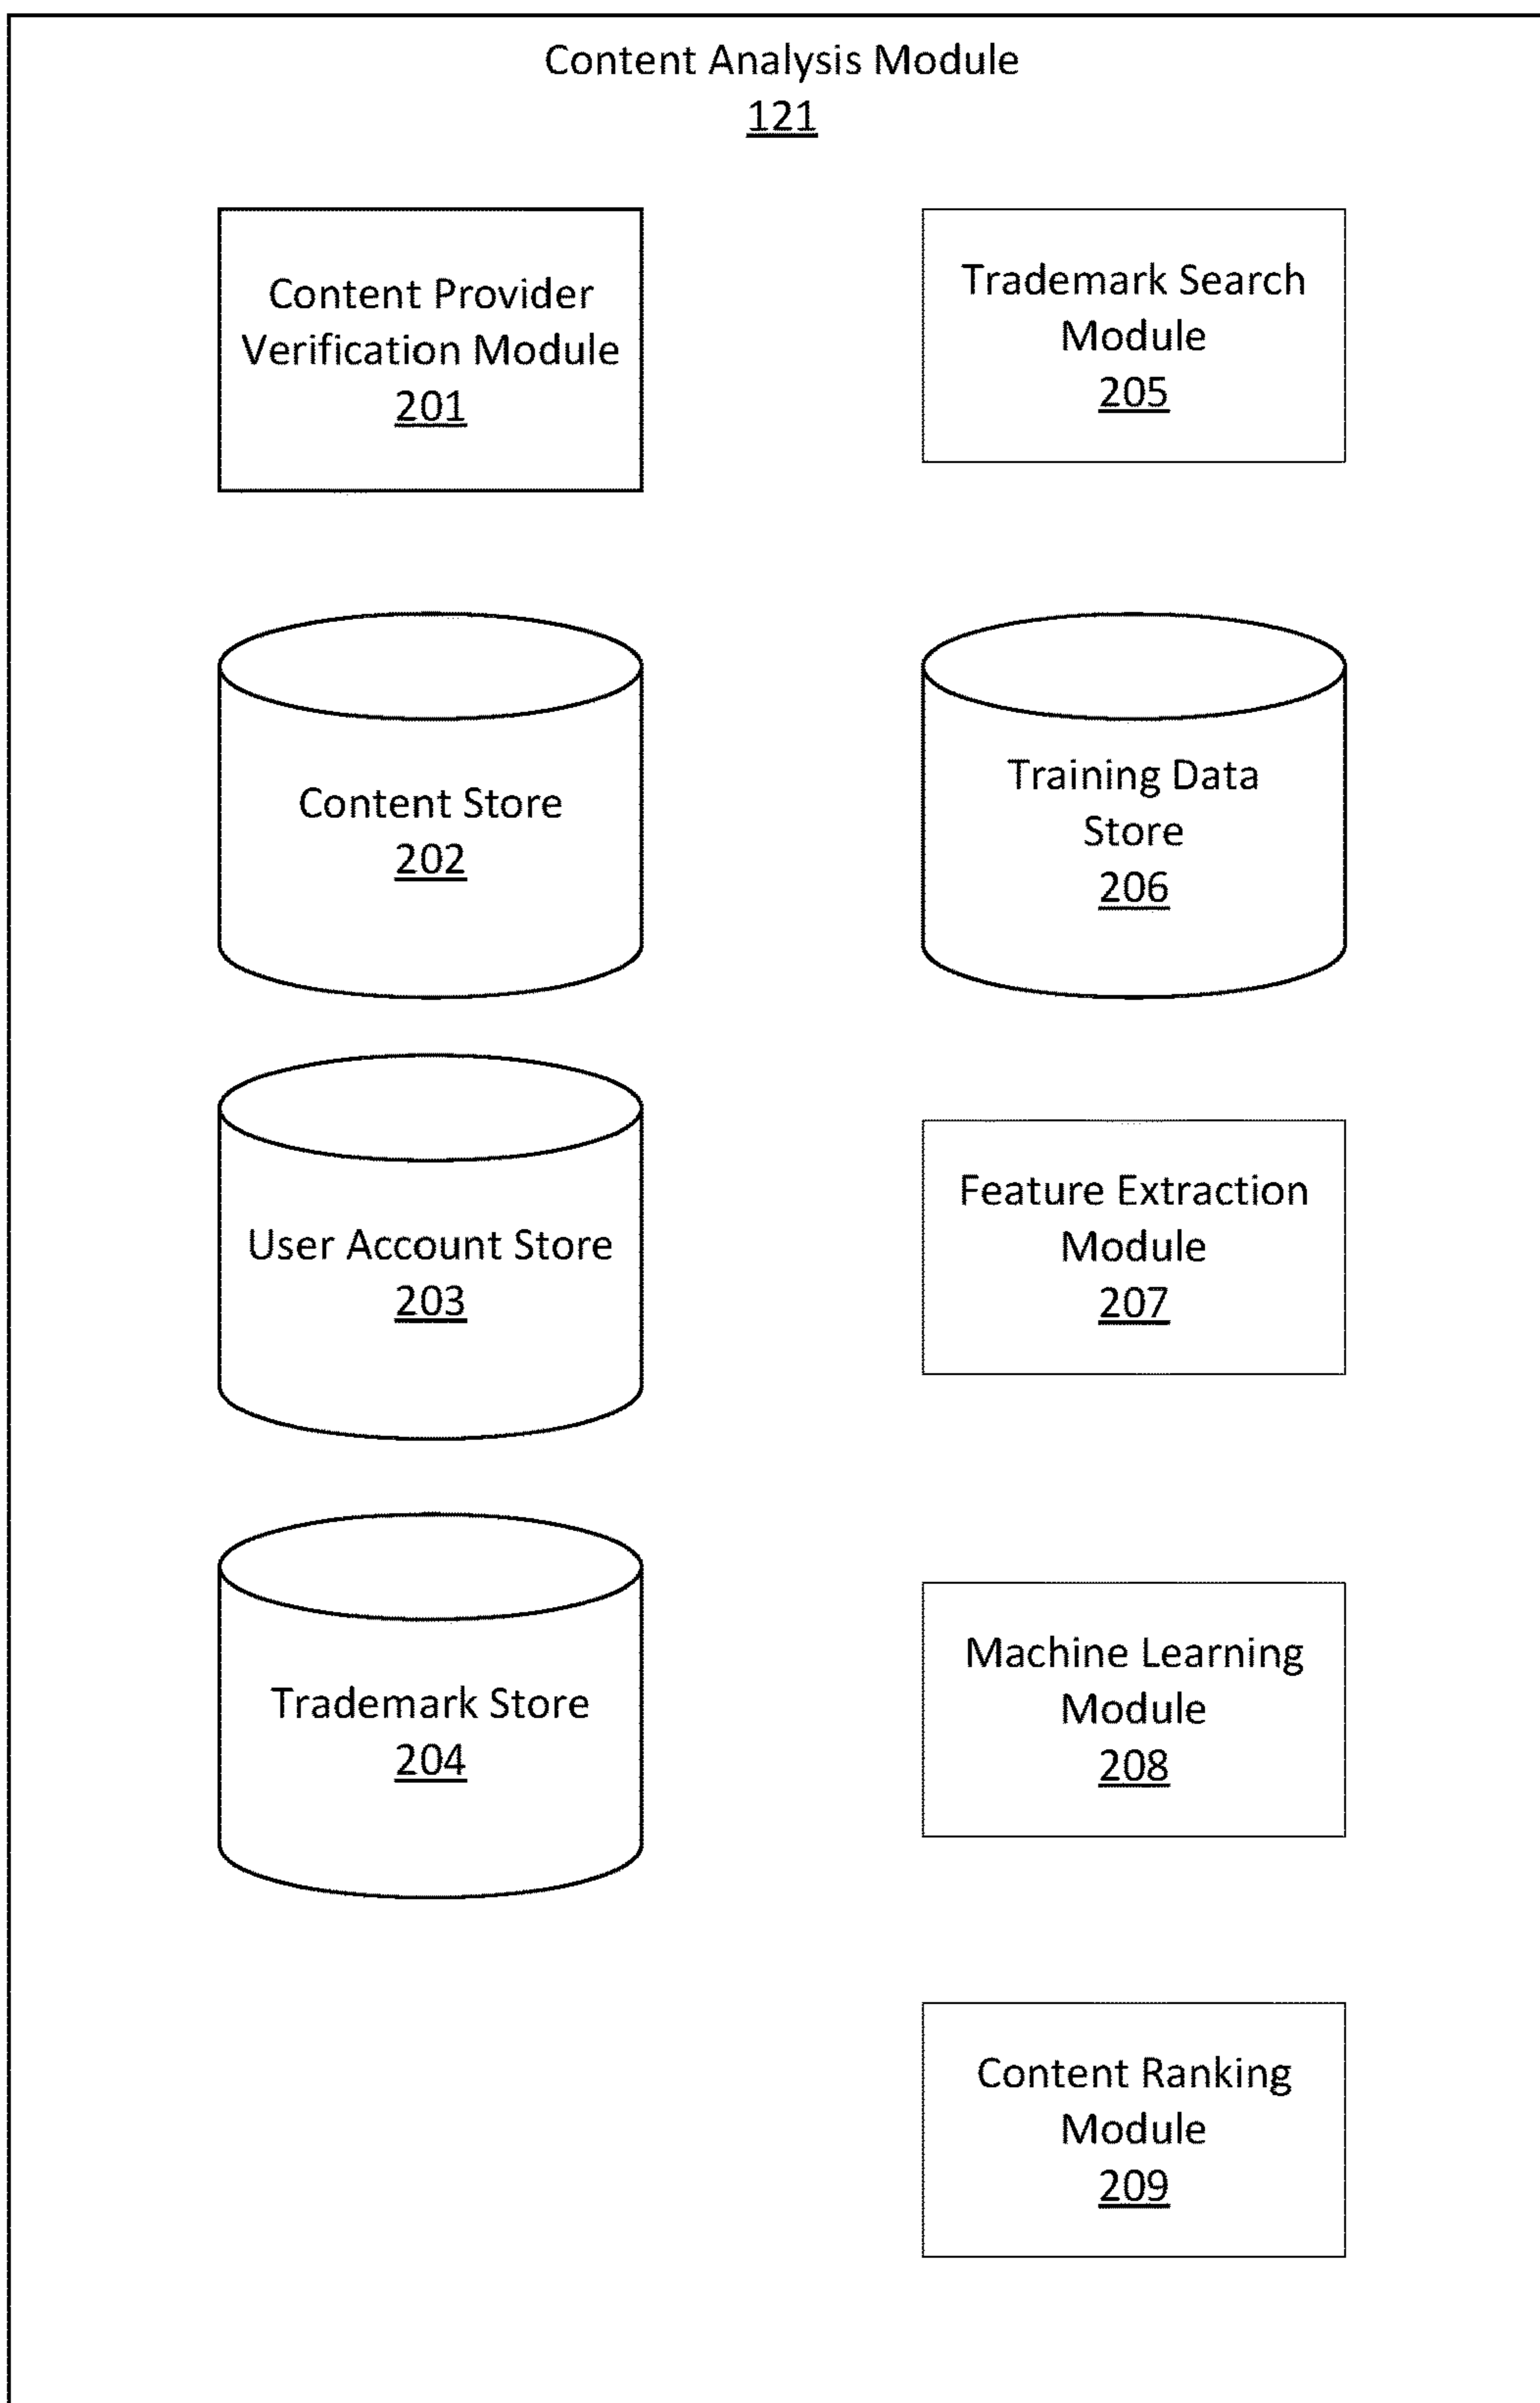 Content Analysis Module
121
Content Provider
Verification Module
201
Content Store
202
User Account Store
203
Trademark Store
204
Trademark Search
Module
205
Training Data
Store
206
Feature Extraction
Module
207
Machine Learning
Module
208
Content Ranking
Module
209